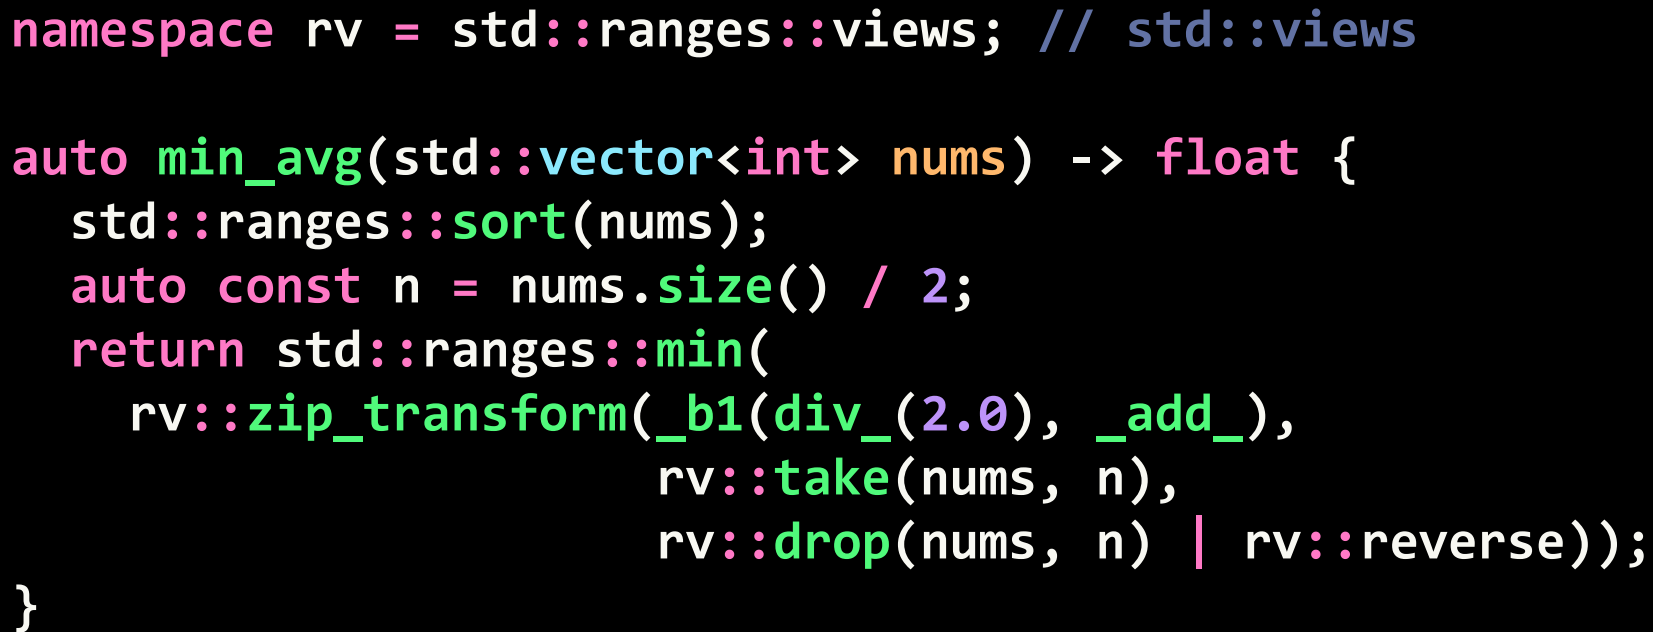 namespace rv = std::ranges::views; // std::views
auto min_avg(std::vector<int> nums) -> float {
  std::ranges::sort(nums);
  auto const n = nums.size() / 2;
  return std::ranges::min(
    rv::zip_transform(_b1(div_(2.0), _add_),
                      rv::take(nums, n),
                      rv::drop(nums, n) | rv::reverse));
}